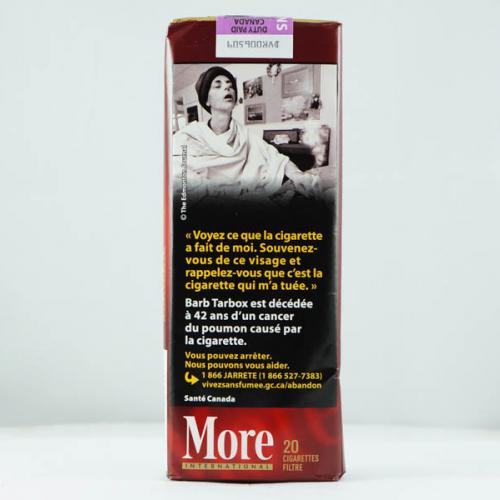 NS
DUTY PAID
CANADA
DVR006S09
© The Edmonton Journal
« Voyez ce que la cigarette
a fait de moi. Souvenez-
vous de ce visage et
rappelez-vous que c'est la
cigarette qui m'a tuée. »
Barb Tarbox est décédée
à 42 ans d'un cancer
du poumon causé par
la cigarette.
Vous pouvez arrêter.
Nous pouvons vous aider.
1 866 JARRETE (1 866 527-7383)
vivezsansfumee.gc.ca/abandon
Santé Canada
More
INTERNATIONAL
20
CIGARETTES
FILTRE